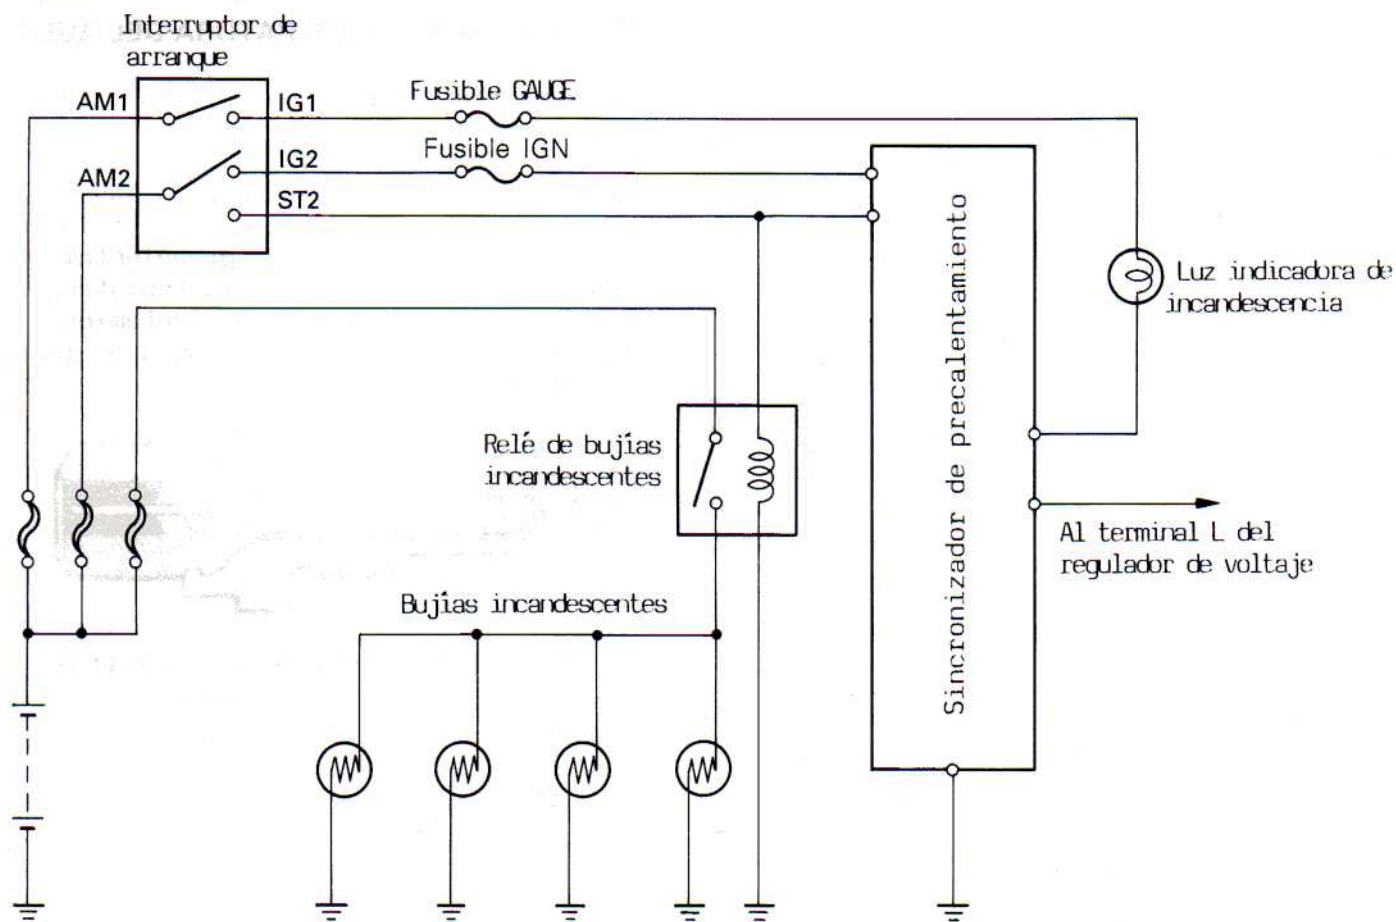 Interruptor de
arranque
AM1
IG1
Fusible GAUGE
AM2
IG2
Fusible IGN
ST2
Sincronizador de precalentamiento
Luz indicadora de
incandescencia
Relé de bujías
incandescentes
Al terminal L del
regulador de voltaje
Bujías incandescentes